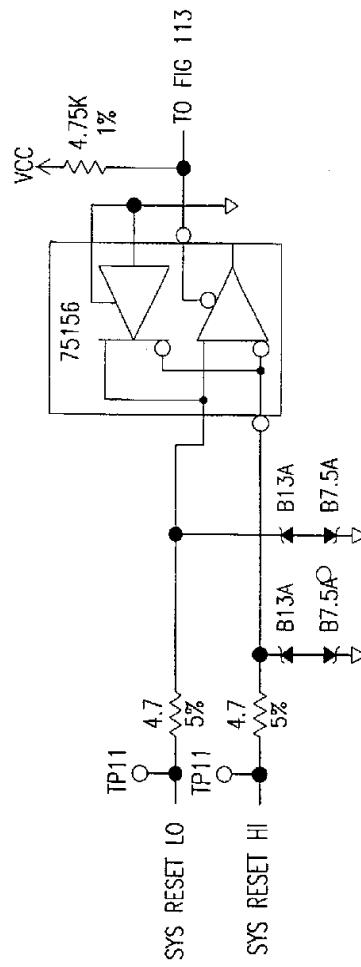 VCC
4.75K
1%
TO FIG 113
75156
B13A
B7.5A
B13A
B7.5A
4.7
5%
4.7
5%
TP11
TP11
SYS RESET LO
SYS RESET HI